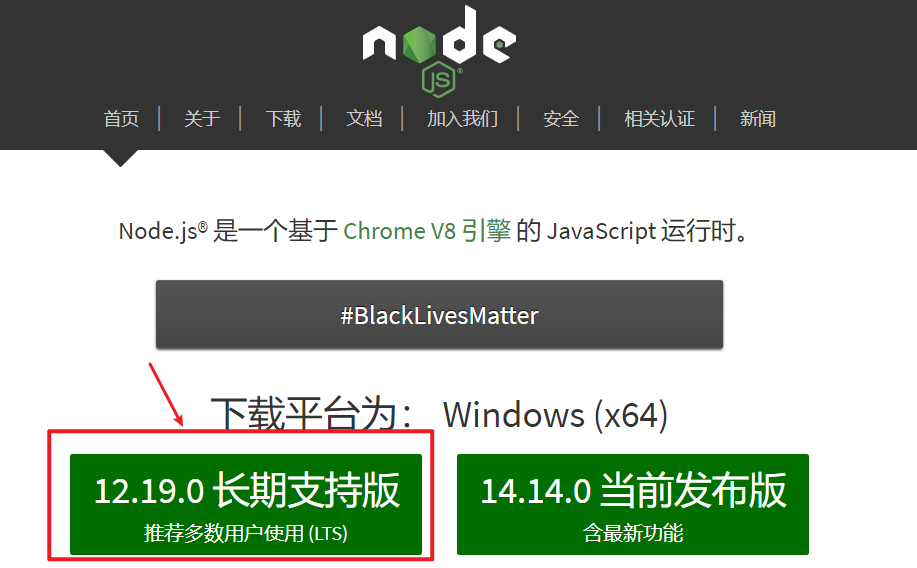 node
JS®
首页 | 关于 | 下载 | 文档 | 加入我们 | 安全 | 相关认证 | 新闻
Node.js® 是一个基于 Chrome V8 引擎 的 JavaScript 运行时。
#BlackLivesMatter
下载平台为： Windows (x64)
12.19.0 长期支持版
推荐多数用户使用 (LTS)
14.14.0 当前发布版
含最新功能